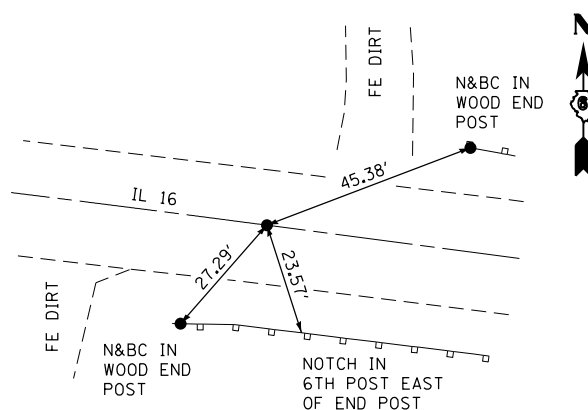 N
FE DIRT
N&BC IN
WOOD END
POST
45.38'
IL 16
27.29'
23.57'
FE DIRT
N&BC IN
WOOD END
POST
NOTCH IN
6TH POST EAST
OF END POST